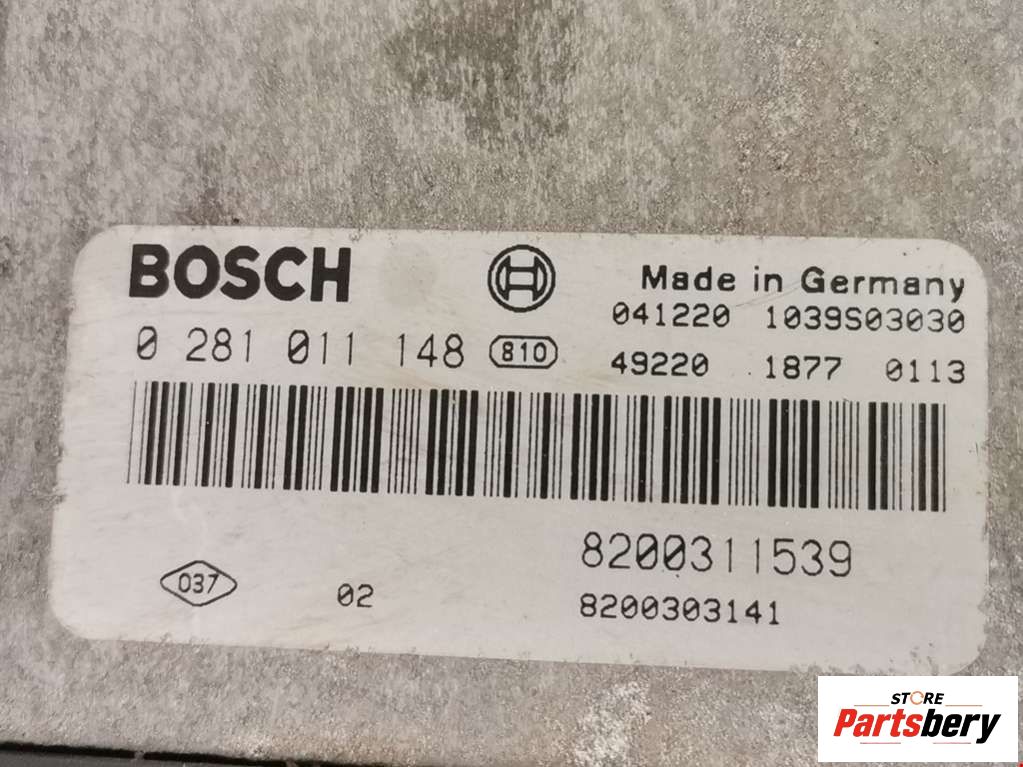 BOSCH
Made in Germany
041220 1039S03030
0 281 011 148 810
49220 1877 0113
8200311539
037 02
8200303141
STORE
Partsbery